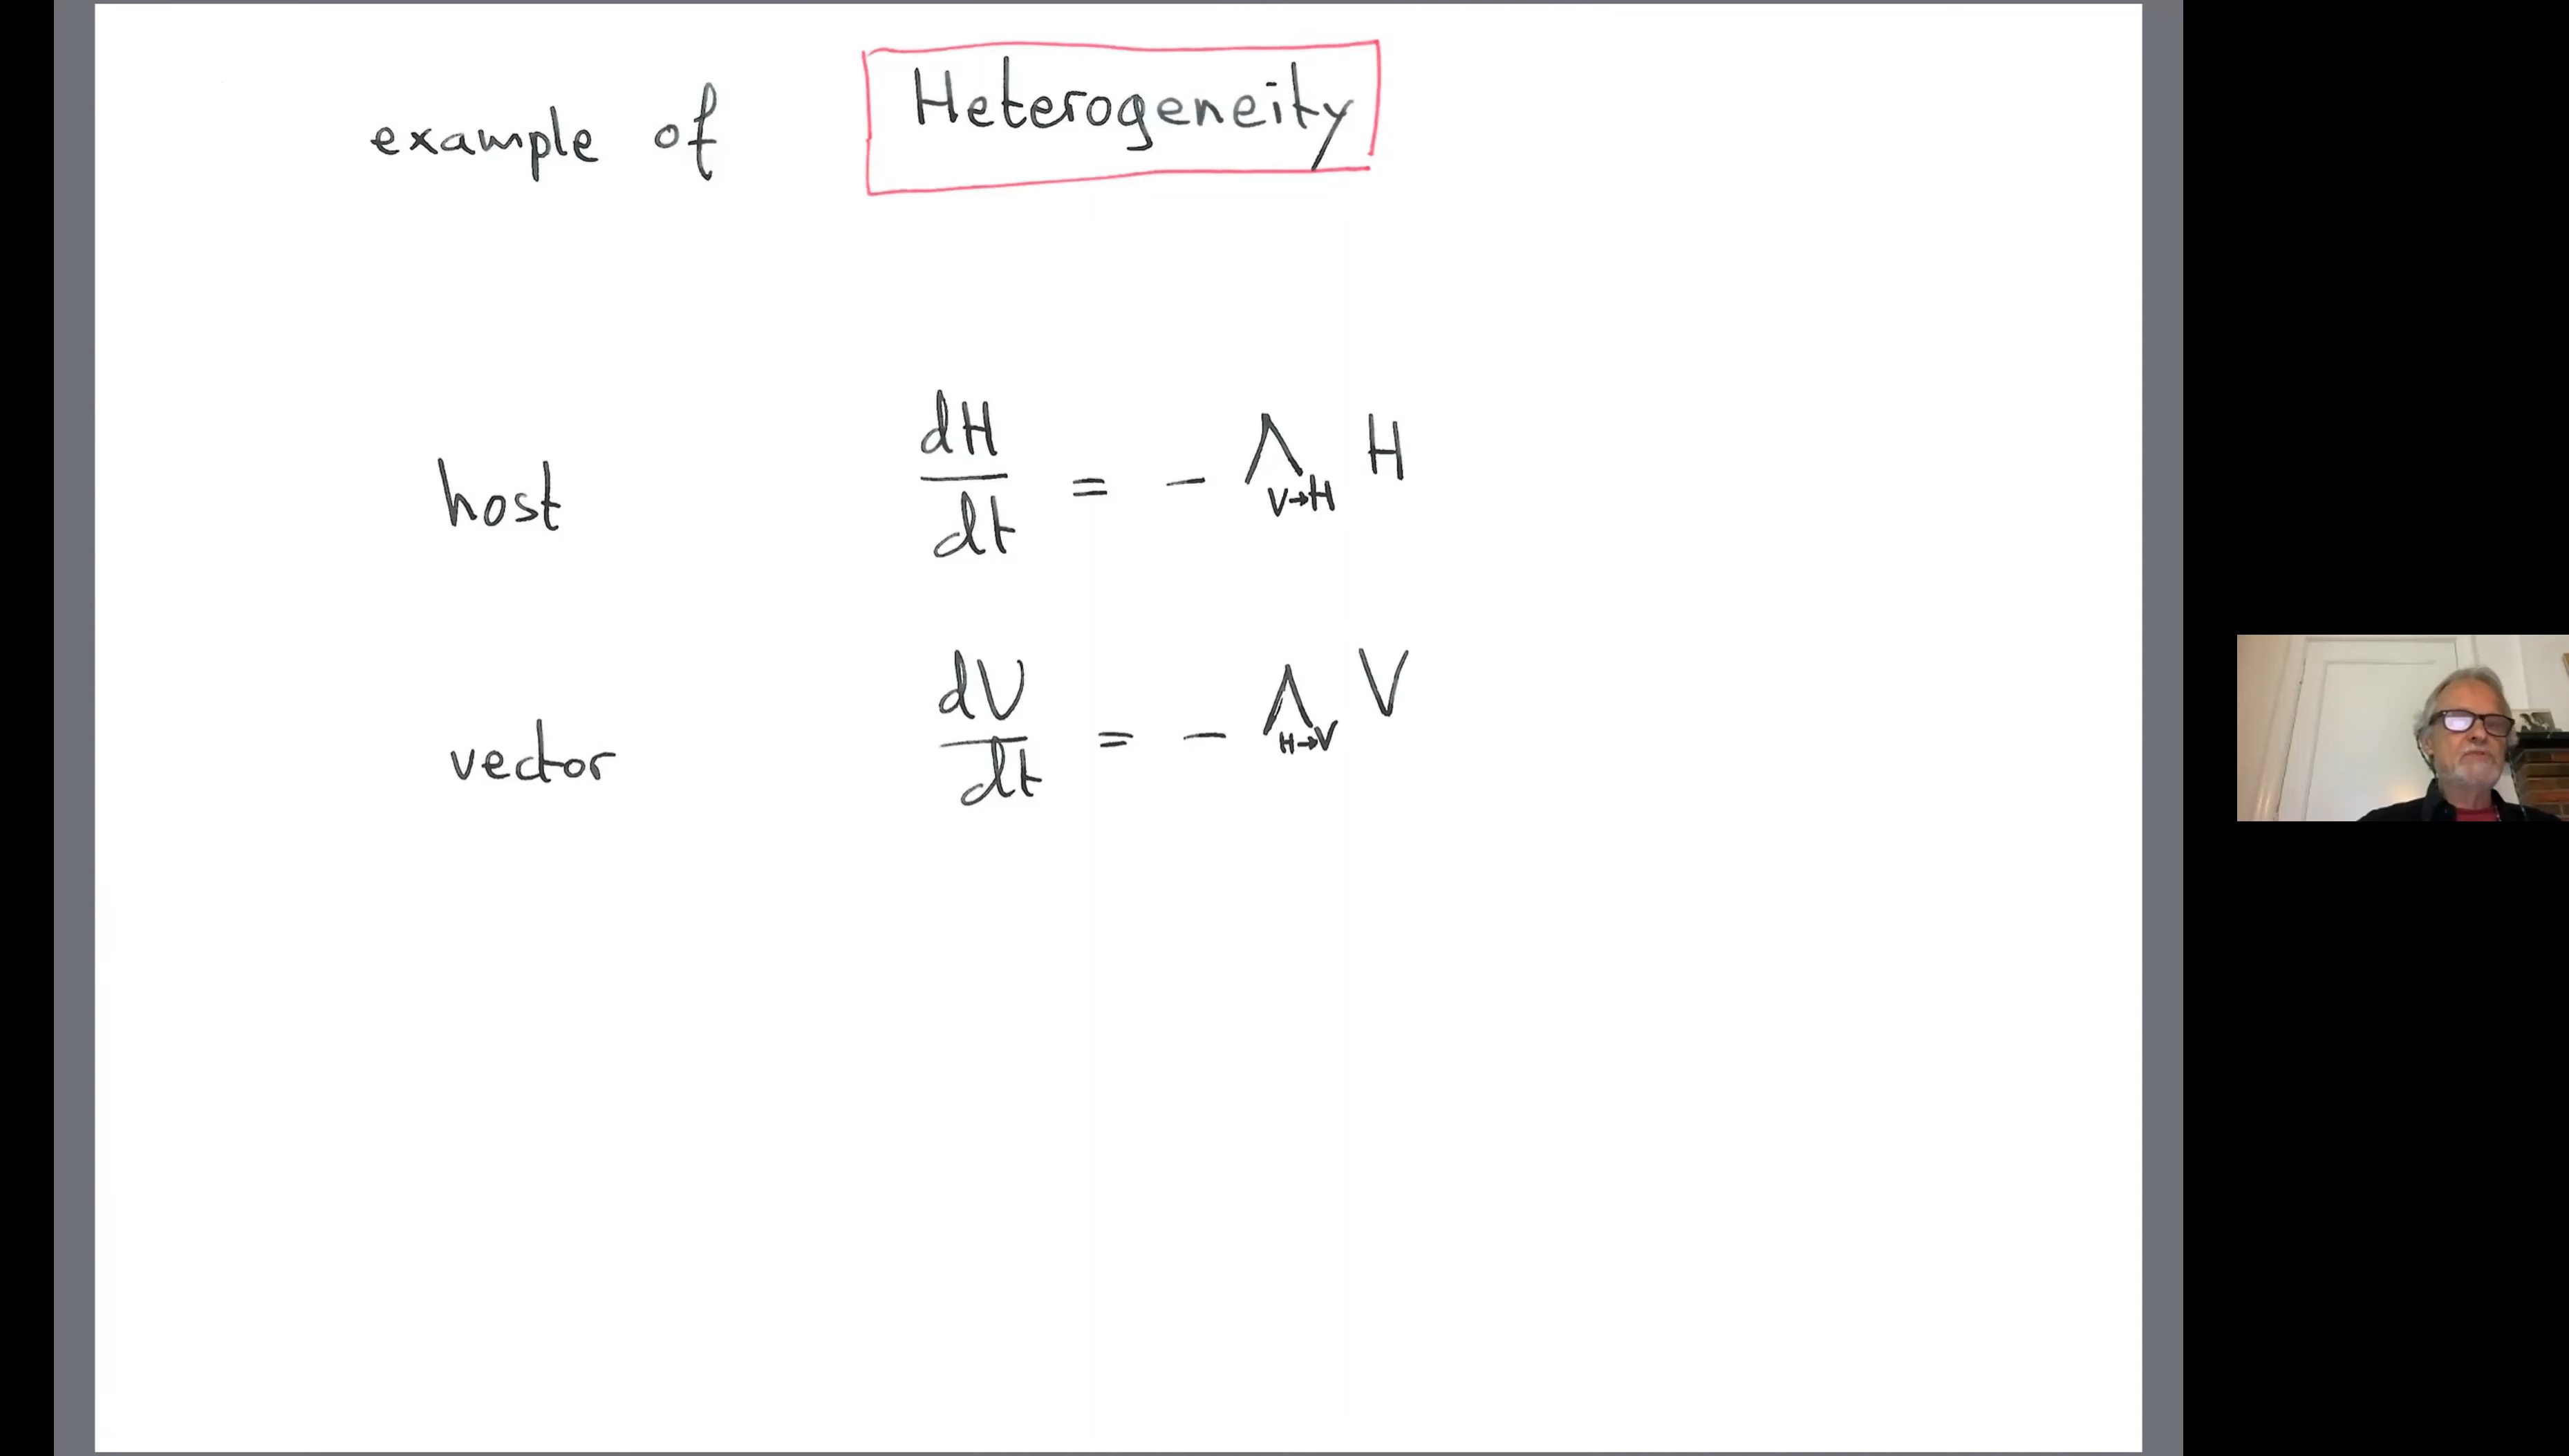 example of Heterogeneity
host dH/dt = - Λ_{V→H} H
vector dV/dt = - Λ_{H→V} V